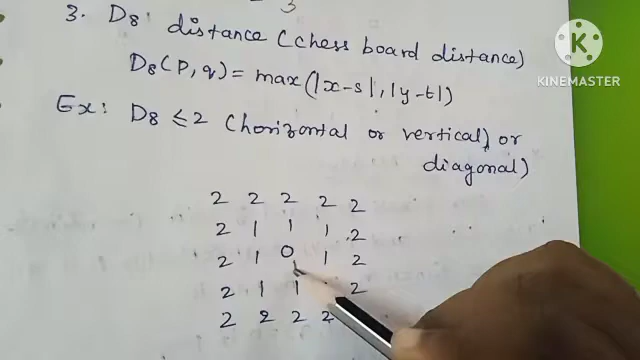 3. D8 distance (chess board distance)
D8(P,q) = max(|x-s|,|y-t|)
Ex: D8 ≤ 2 (horizontal or vertical) or
diagonal)
2 2 2 2 2
2 1 1 1 2
2 1 0 1 2
2 1 1 2
2 2 2 2
KINEMASTER